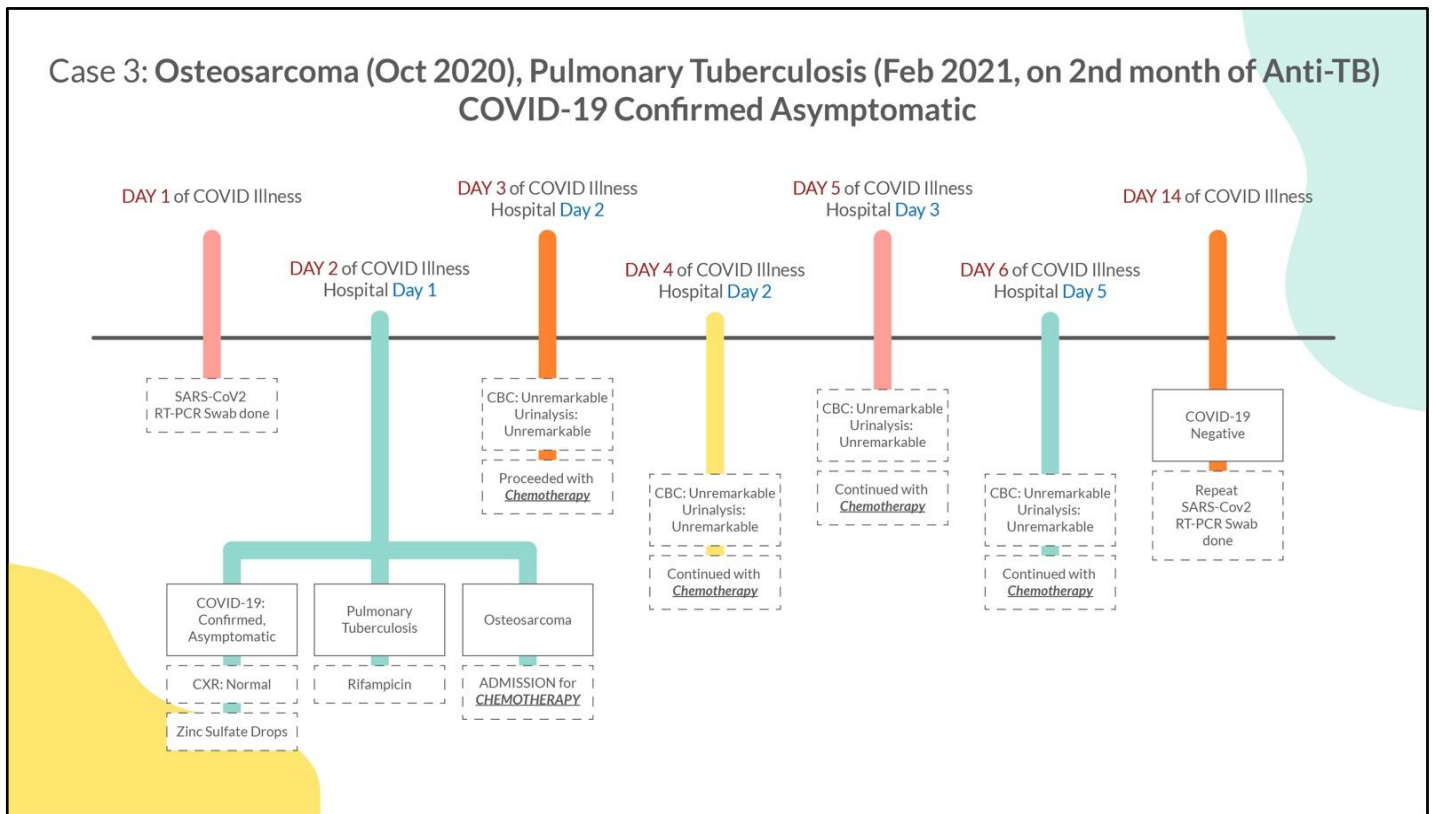 Case 3: Osteosarcoma (Oct 2020), Pulmonary Tuberculosis (Feb 2021, on 2nd month of Anti-TB)
COVID-19 Confirmed Asymptomatic
DAY 1 of COVID Illness
SARS-CoV2
RT-PCR Swab done
DAY 2 of COVID Illness
Hospital Day 1
COVID-19:
Confirmed,
Asymptomatic
CXR: Normal
Zinc Sulfate Drops
Pulmonary
Tuberculosis
Rifampicin
Osteosarcoma
ADMISSION for
CHEMOTHERAPY
DAY 3 of COVID Illness
Hospital Day 2
CBC: Unremarkable
Urinalysis:
Unremarkable
Proceeded with
Chemotherapy
DAY 4 of COVID Illness
Hospital Day 2
CBC: Unremarkable
Urinalysis:
Unremarkable
Continued with
Chemotherapy
DAY 5 of COVID Illness
Hospital Day 3
CBC: Unremarkable
Urinalysis:
Unremarkable
Continued with
Chemotherapy
DAY 6 of COVID Illness
Hospital Day 5
CBC: Unremarkable
Urinalysis:
Unremarkable
Continued with
Chemotherapy
DAY 14 of COVID Illness
COVID-19
Negative
Repeat
SARS-Cov2
RT-PCR Swab
done